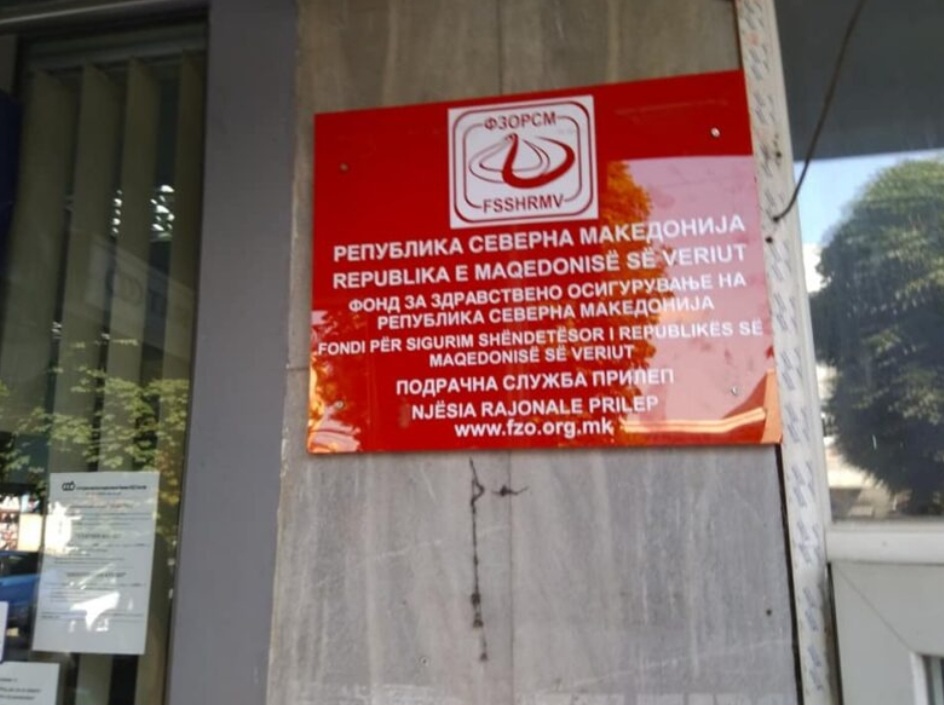 ФЗОРСМ
FSSHRMV
РЕПУБЛИКА СЕВЕРНА МАКЕДОНИЈА
REPUBLIKA E MAQEDONISË SË VERIUT
ФОНД ЗА ЗДРАВСТВЕНО ОСИГУРУВАЊЕ НА
РЕПУБЛИКА СЕВЕРНА МАКЕДОНИЈА
FONDI PËR SIGURIM SHËNDETËSOR I REPUBLIKËS SË
MAQEDONISË SË VERIUT
ПОДРАЧНА СЛУЖБА ПРИЛЕП
NJËSIA RAJONALE PRILEP
www.fzo.org.mk